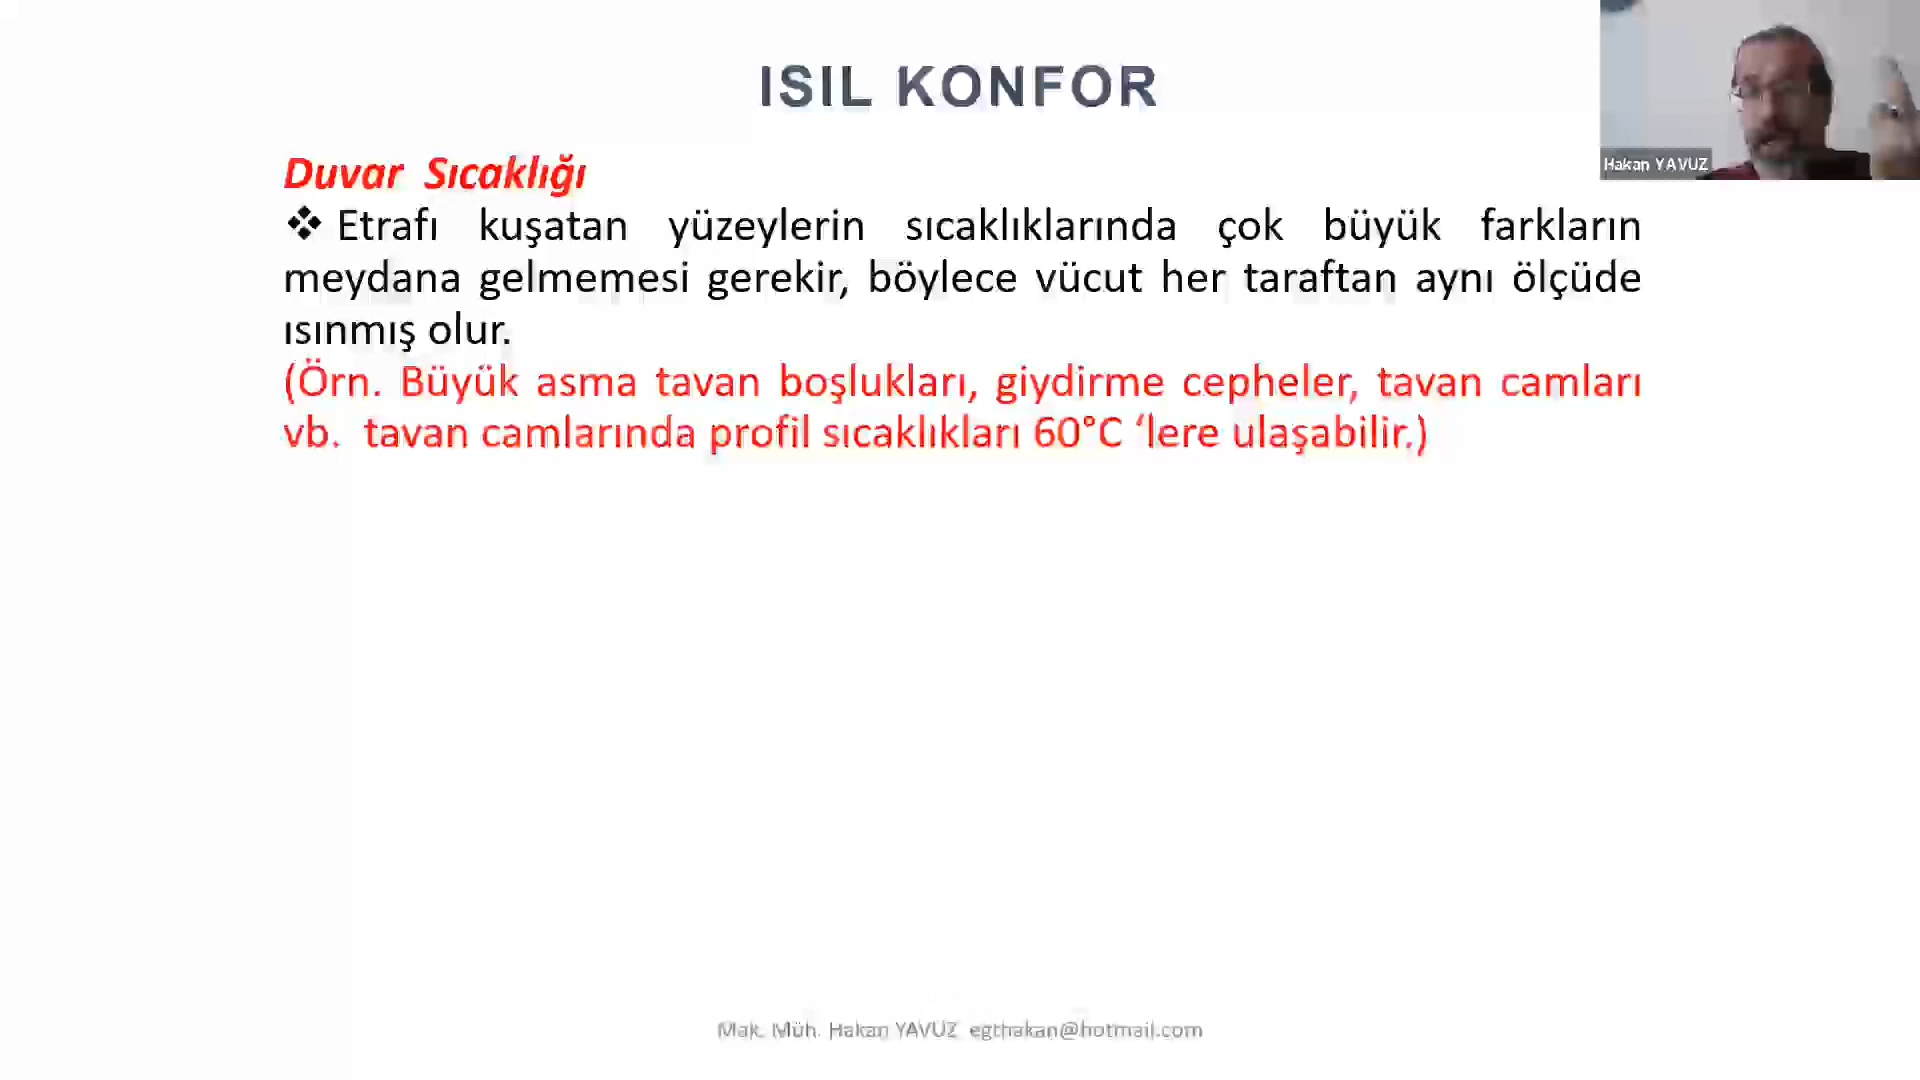 ISIL KONFOR
Hakan YAVUZ
Duvar Sıcaklığı
❖ Etrafı kuşatan yüzeylerin sıcaklıklarında çok büyük farkların
meydana gelmemesi gerekir, böylece vücut her taraftan aynı ölçüde
ısınmış olur.
(Örn. Büyük asma tavan boşlukları, giydirme cepheler, tavan camları
vb. tavan camlarında profil sıcaklıkları 60°C ‘lere ulaşabilir.)
Mak. Müh. Hakan YAVUZ egthakan@hotmail.com